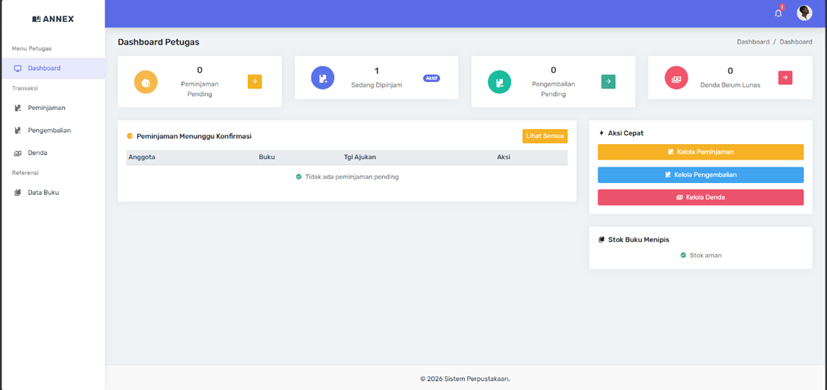 ANNEX
1
Menu Petugas
Dashboard
Transaksi
Peminjaman
Pengembalian
Denda
Referensi
Data Buku
Dashboard Petugas
Dashboard / Dashboard
0
Peminjaman
Pending
1
Sedang Dipinjam
Aktif
0
Pengembalian
Pending
0
Denda Belum Lunas
Peminjaman Menunggu Konfirmasi
Lihat Semua
Anggota Buku Tgl Ajukan Aksi
Tidak ada peminjaman pending
Aksi Cepat
Kelola Peminjaman
Kelola Pengembalian
Kelola Denda
Stok Buku Menipis
Stok aman
© 2026 Sistem Perpustakaan.